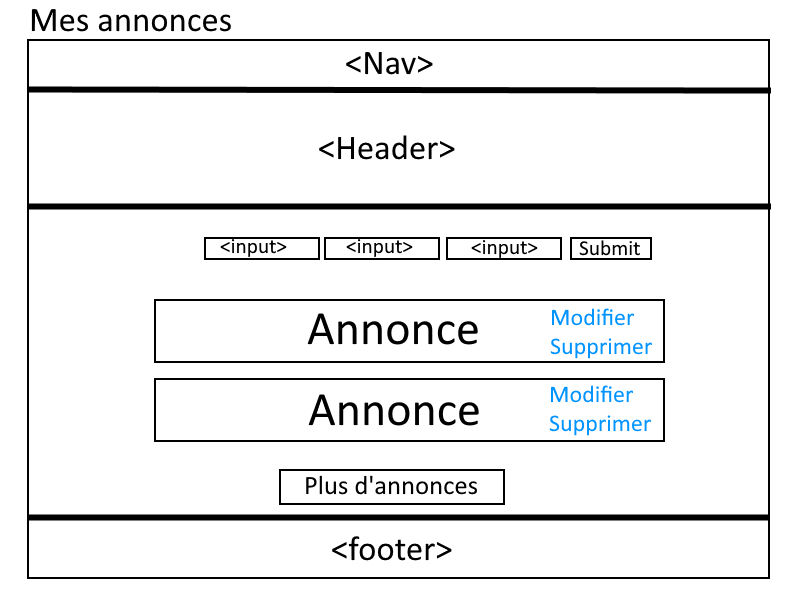 Mes annonces
<Nav>
<Header>
<input> <input> <input> Submit
Annonce
Modifier
Supprimer
Annonce
Modifier
Supprimer
Plus d'annonces
<footer>